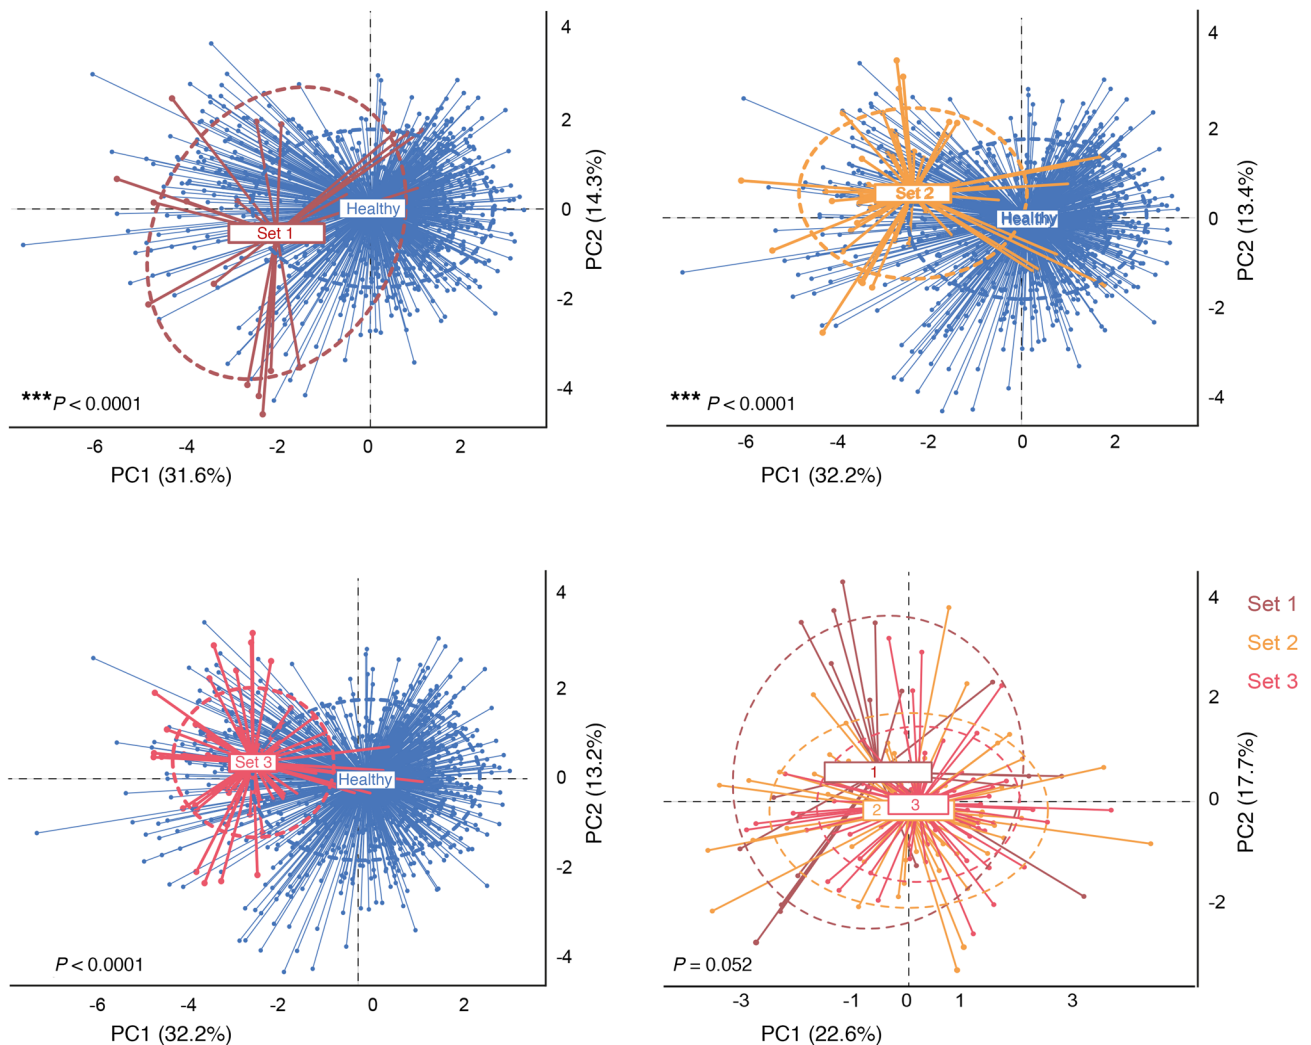 4
2
0
-2
-4
PC2 (14.3%)
Healthy
Set 1
***P < 0.0001
-6 -4 -2 0 2
PC1 (31.6%)
4
2
0
-2
-4
PC2 (13.4%)
Set 2
Healthy
*** P < 0.0001
-6 -4 -2 0 2
PC1 (32.2%)
4
2
0
-2
-4
PC2 (13.2%)
Set 3
Healthy
P < 0.0001
-6 -4 -2 0 2
PC1 (32.2%)
4
2
0
-2
PC2 (17.7%)
1
2
3
P = 0.052
-3 -1 0 1 3
PC1 (22.6%)
Set 1
Set 2
Set 3